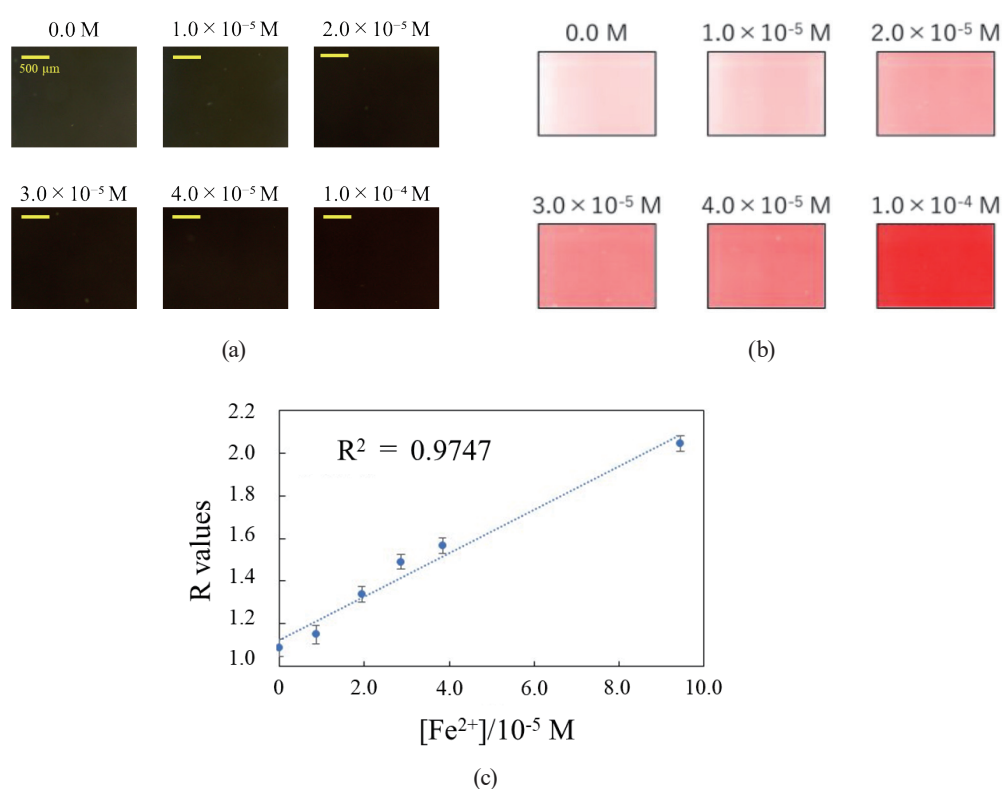 0.0 M
1.0 × 10⁻⁵ M
2.0 × 10⁻⁵ M
500 μm
3.0 × 10⁻⁵ M
4.0 × 10⁻⁵ M
1.0 × 10⁻⁴ M
(a)
0.0 M
1.0 × 10⁻⁵ M
2.0 × 10⁻⁵ M
3.0 × 10⁻⁵ M
4.0 × 10⁻⁵ M
1.0 × 10⁻⁴ M
(b)
R² = 0.9747
R values
2.2
2.0
1.8
1.6
1.4
1.2
1.0
0
2.0
4.0
6.0
8.0
10.0
[Fe²⁺]/10⁻⁵ M
(c)